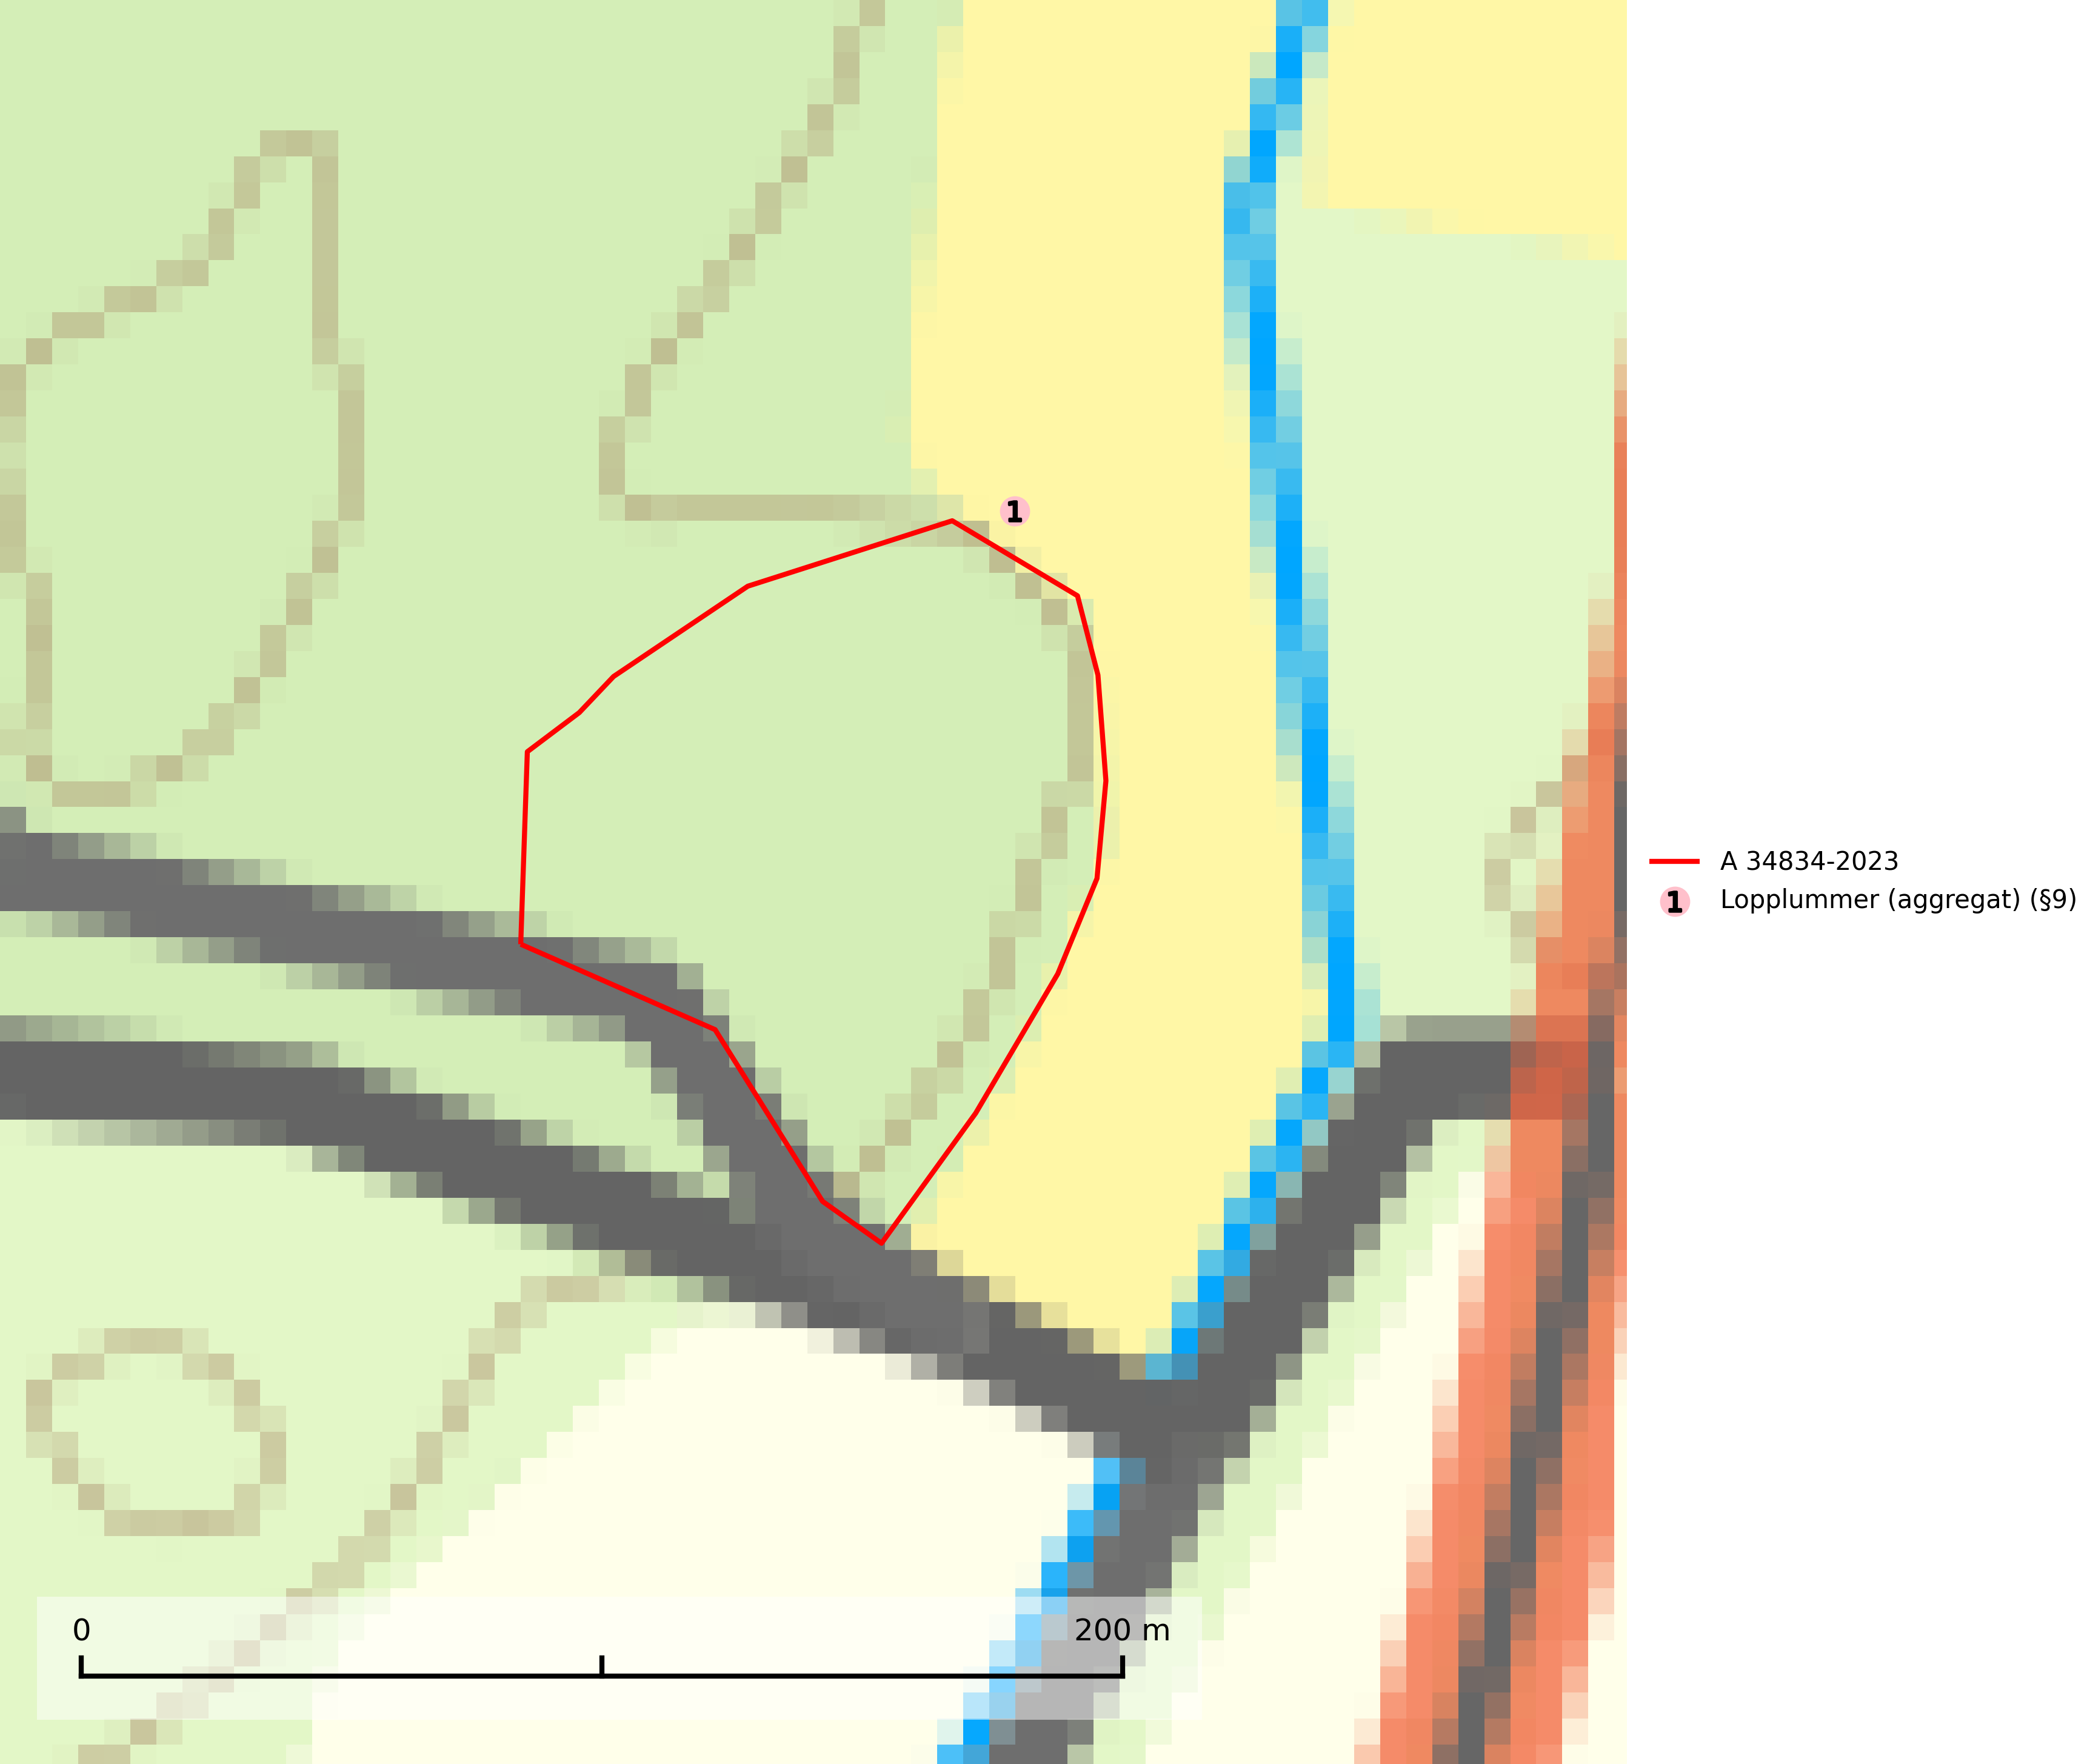 1
A 34834-2023
1 Lopplummer (aggregat) (§9)
0 200 m